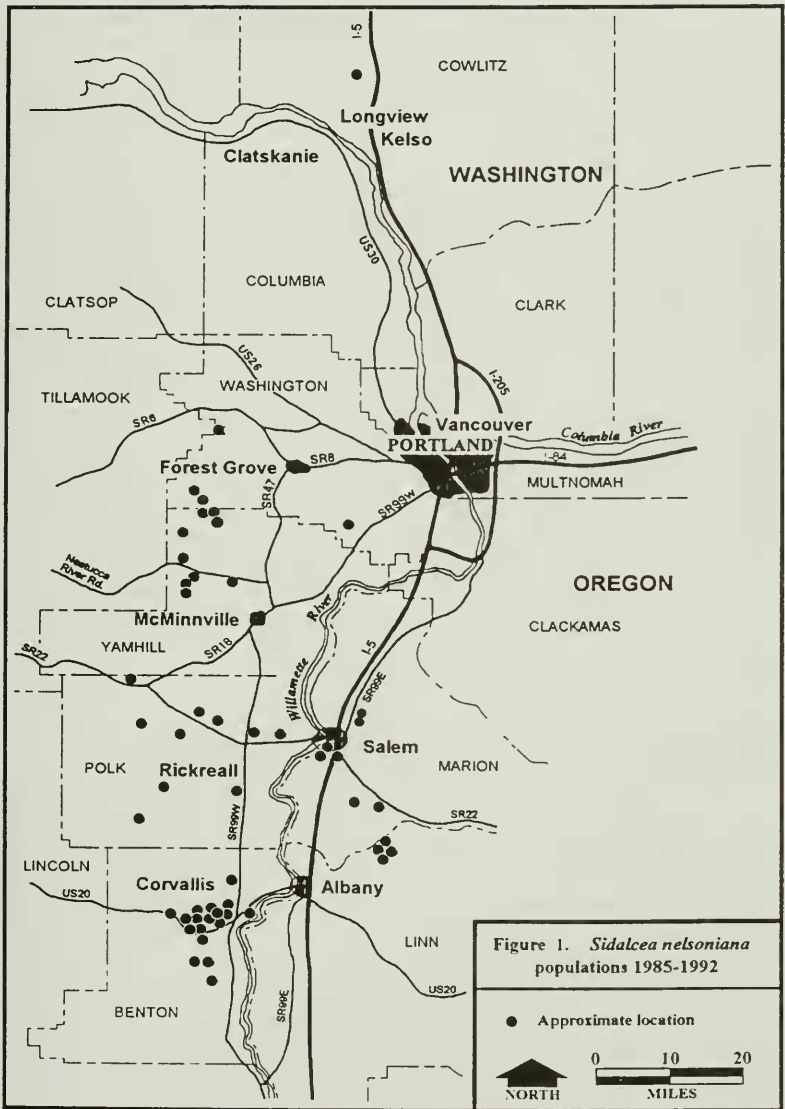 I-5
COWLITZ
Longview
Kelso
Clatskanie
WASHINGTON
US30
COLUMBIA
CLATSOP
CLARK
US26
I-205
TILLAMOOK
WASHINGTON
SR6
Vancouver
Columbia River
PORTLAND
I-84
Forest Grove
SR8
MULTNOMAH
SR47
SR99W
Nestucca
River Rd.
OREGON
McMinnville
River
CLACKAMAS
YAMHILL
SR18
I-5
SR22
Willamette
SR99E
Salem
POLK
Rickreall
MARION
SR99W
SR22
LINCOLN
Corvallis
Albany
US20
LINN
US20
SR99E
BENTON
Figure 1. Sidalcea nelsoniana
populations 1985-1992
Approximate location
0 10 20
NORTH
MILES